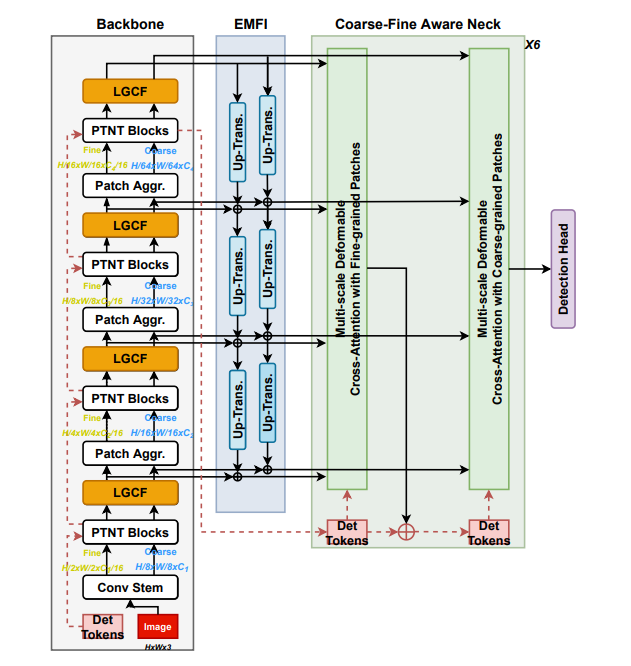 Backbone
EMFI
Coarse-Fine Aware Neck
X6
LGCF
PTNT Blocks
Fine
Coarse
H/16xW/16xC4/16
H/64xW/64xC4
Patch Aggr.
LGCF
PTNT Blocks
Fine
Coarse
H/8xW/8xC3/16
H/32xW/32xC3
Patch Aggr.
LGCF
PTNT Blocks
Fine
Coarse
H/4xW/4xC2/16
H/16xW/16xC2
Patch Aggr.
LGCF
PTNT Blocks
Fine
Coarse
H/2xW/2xC1/16
H/8xW/8xC1
Conv Stem
Det
Tokens
Image
HxWx3
Up-Trans.
Up-Trans.
Up-Trans.
Up-Trans.
Up-Trans.
Up-Trans.
Multi-scale Deformable
Cross-Attention with Fine-grained Patches
Multi-scale Deformable
Cross-Attention with Coarse-grained Patches
Det
Tokens
Det
Tokens
Detection Head